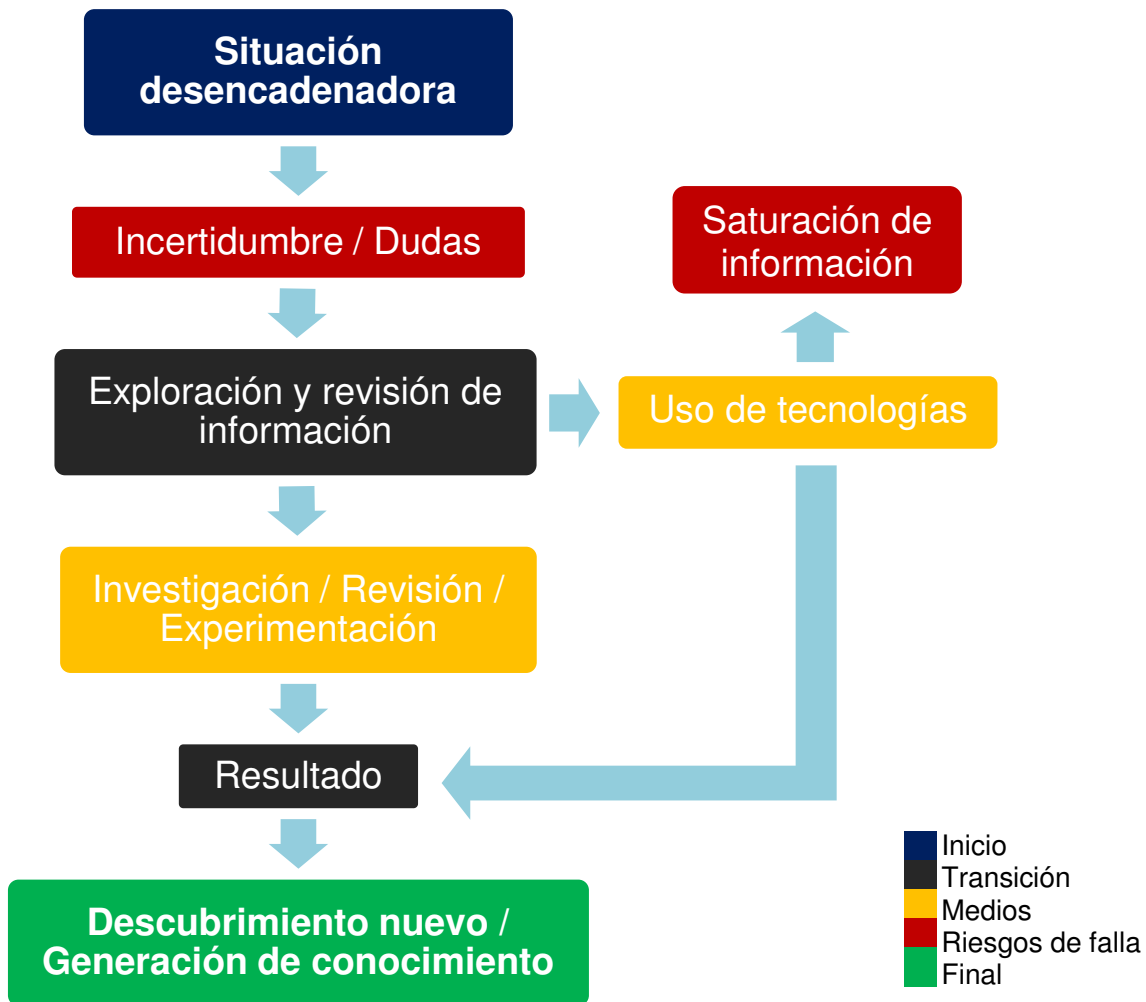 Situación
desencadenadora
Incertidumbre / Dudas
Saturación de
información
Exploración y revisión de
información
Uso de tecnologías
Investigación / Revisión /
Experimentación
Resultado
Descubrimiento nuevo /
Generación de conocimiento
Inicio
Transición
Medios
Riesgos de falla
Final